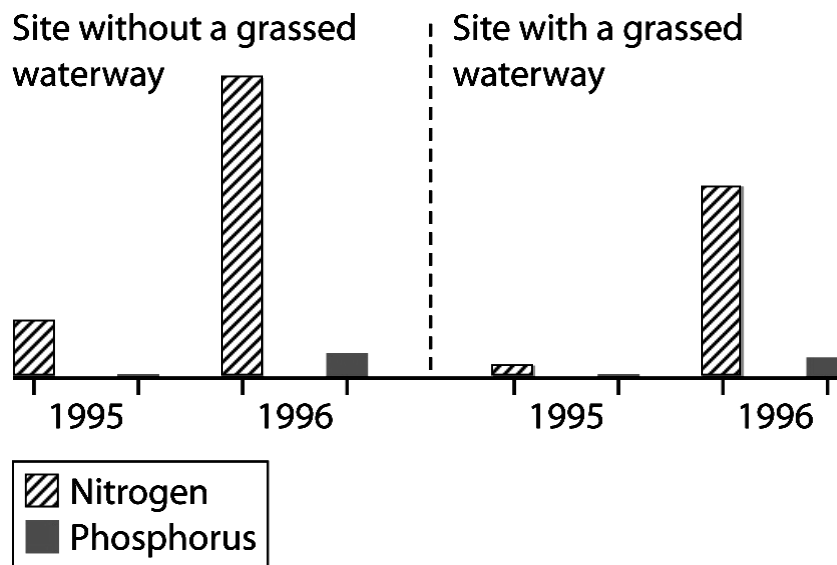 Site without a grassed
waterway
Site with a grassed
waterway
1995
1996
1995
1996
Nitrogen
Phosphorus